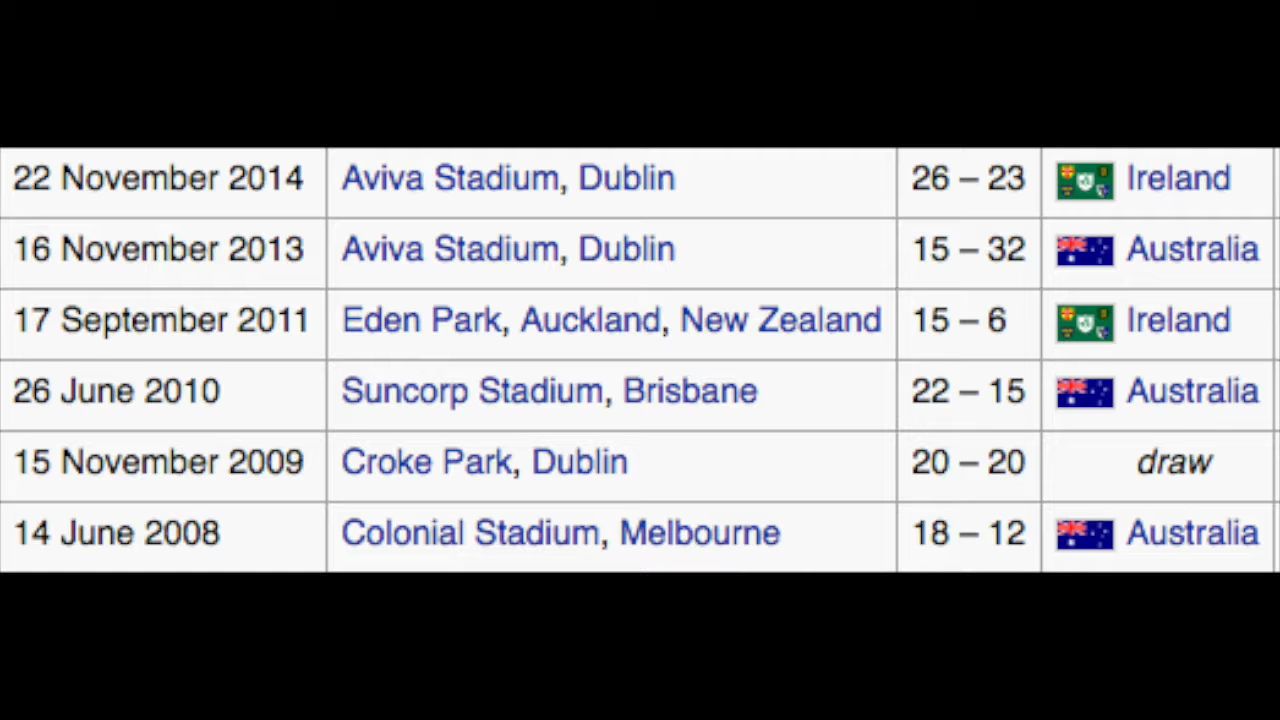 22 November 2014 Aviva Stadium, Dublin 26 – 23 Ireland
16 November 2013 Aviva Stadium, Dublin 15 – 32 Australia
17 September 2011 Eden Park, Auckland, New Zealand 15 – 6 Ireland
26 June 2010 Suncorp Stadium, Brisbane 22 – 15 Australia
15 November 2009 Croke Park, Dublin 20 – 20 draw
14 June 2008 Colonial Stadium, Melbourne 18 – 12 Australia